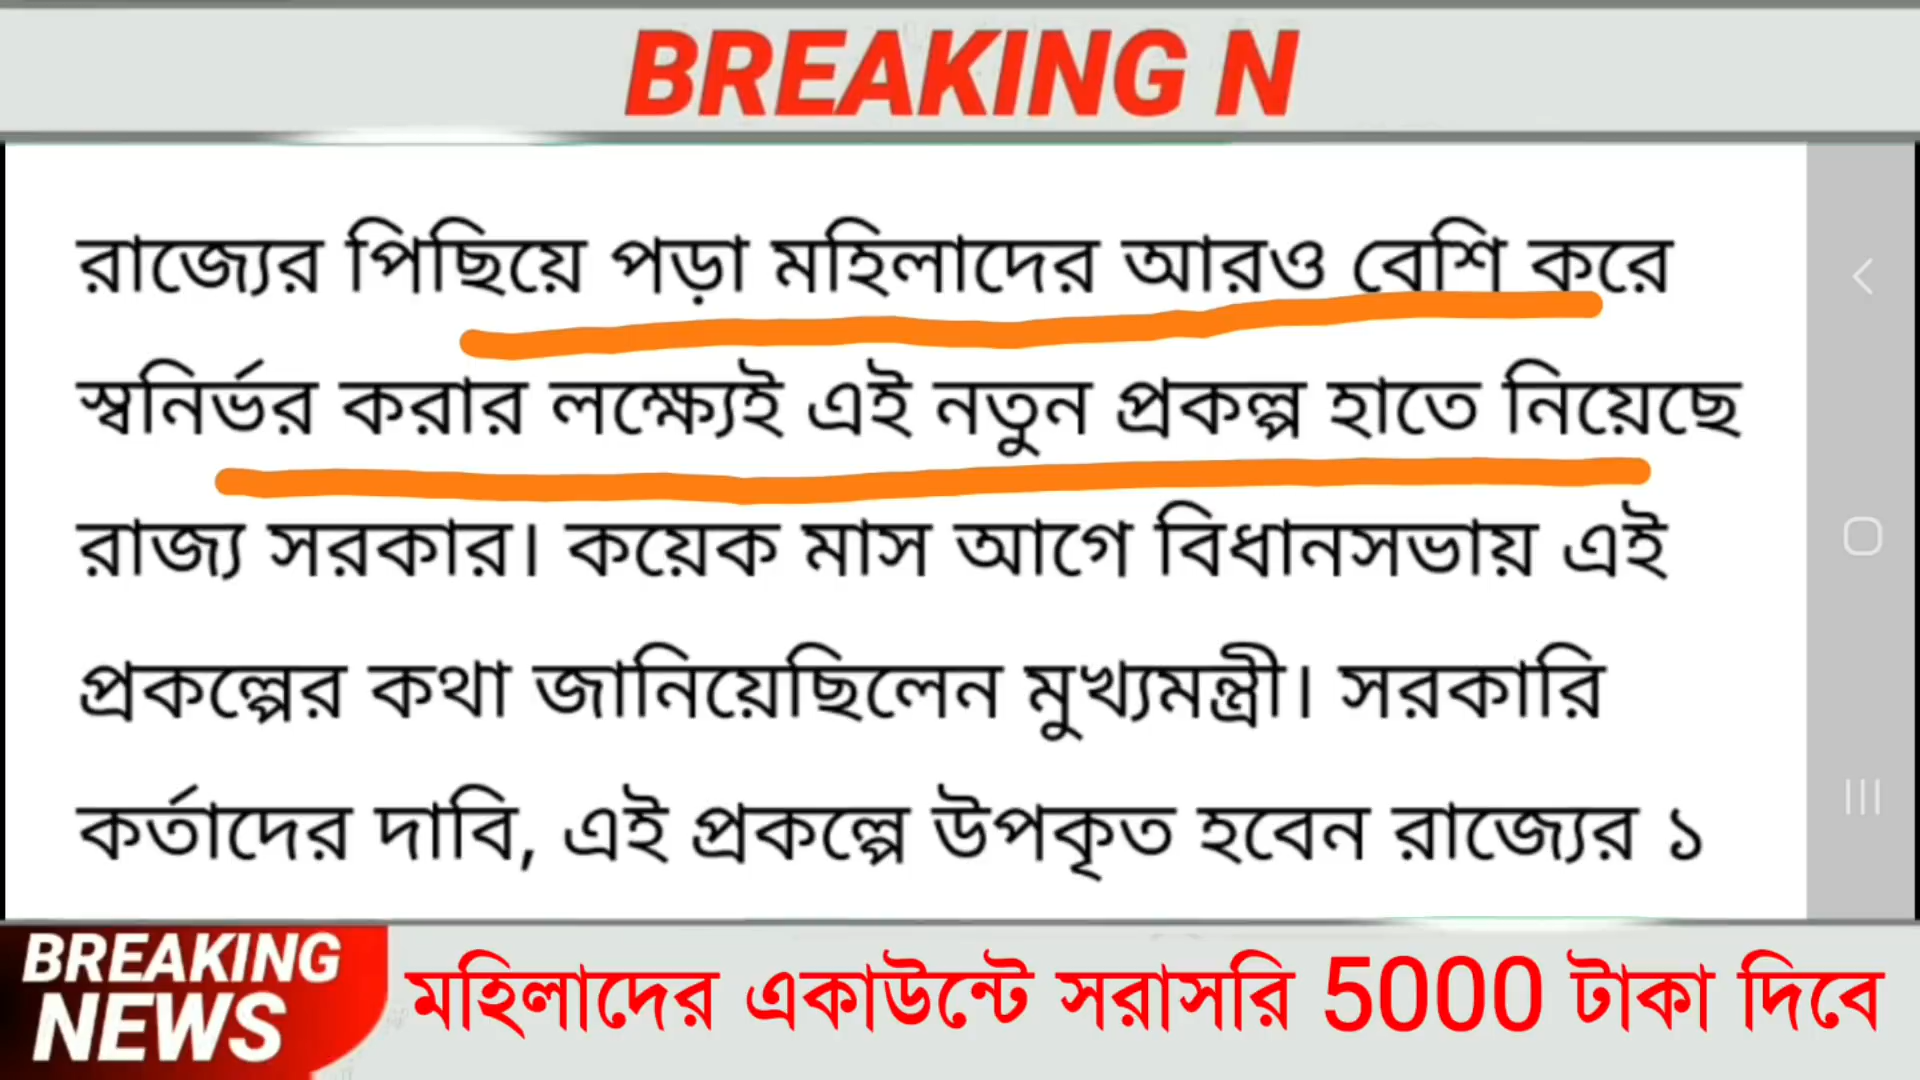 BREAKING N
রাজ্যের পিছিয়ে পড়া মহিলাদের আরও বেশি করে
স্বনির্ভর করার লক্ষ্যেই এই নতুন প্রকল্প হাতে নিয়েছে
রাজ্য সরকার। কয়েক মাস আগে বিধানসভায় এই
প্রকল্পের কথা জানিয়েছিলেন মুখ্যমন্ত্রী। সরকারি
কর্তাদের দাবি, এই প্রকল্পে উপকৃত হবেন রাজ্যের ১
BREAKING
NEWS
মহিলাদের একাউন্টে সরাসরি 5000 টাকা দিবে